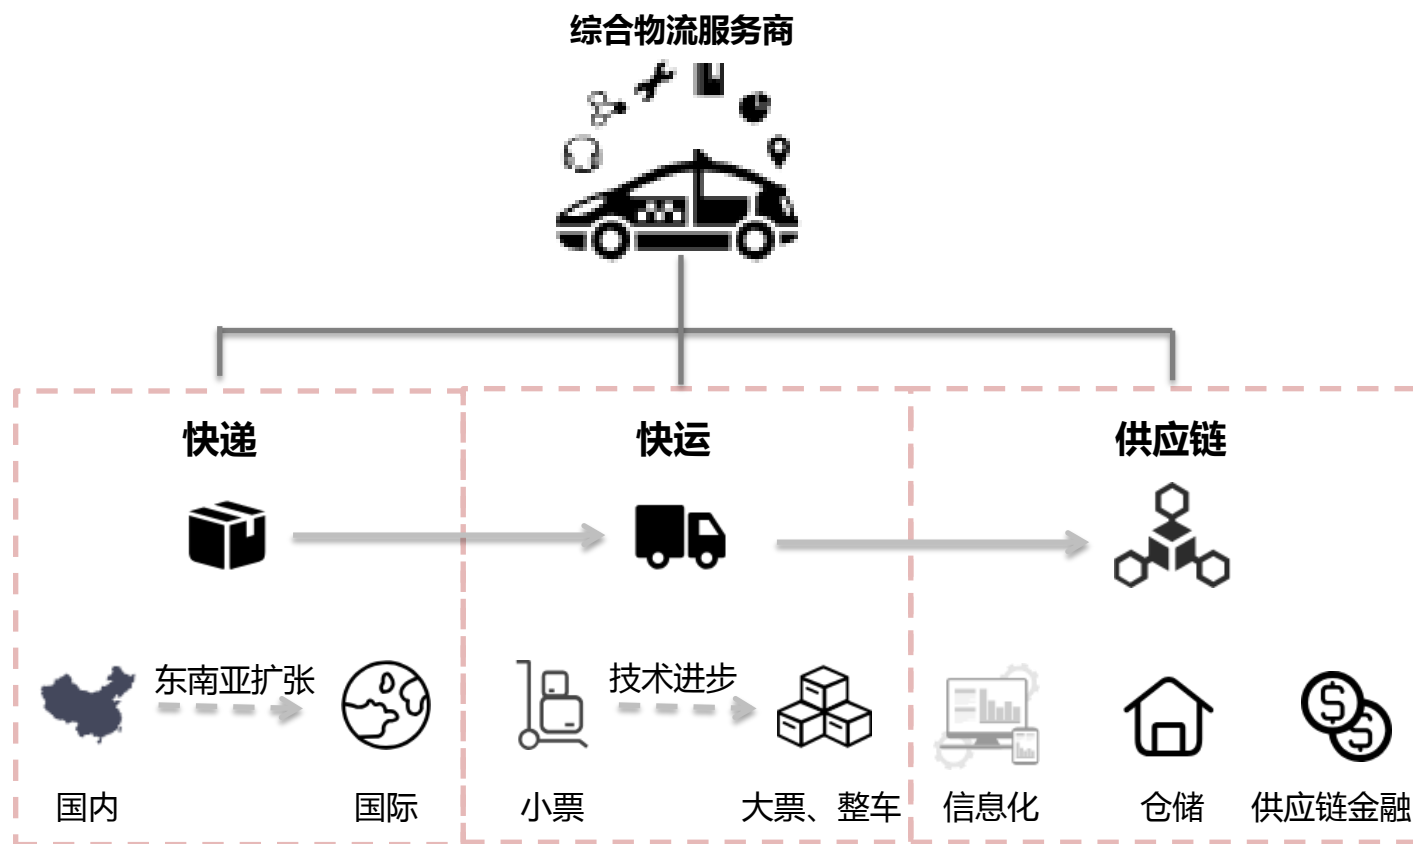 综合物流服务商
快递
快运
供应链
东南亚扩张
技术进步
国内
国际
小票
大票、整车
信息化
仓储
供应链金融